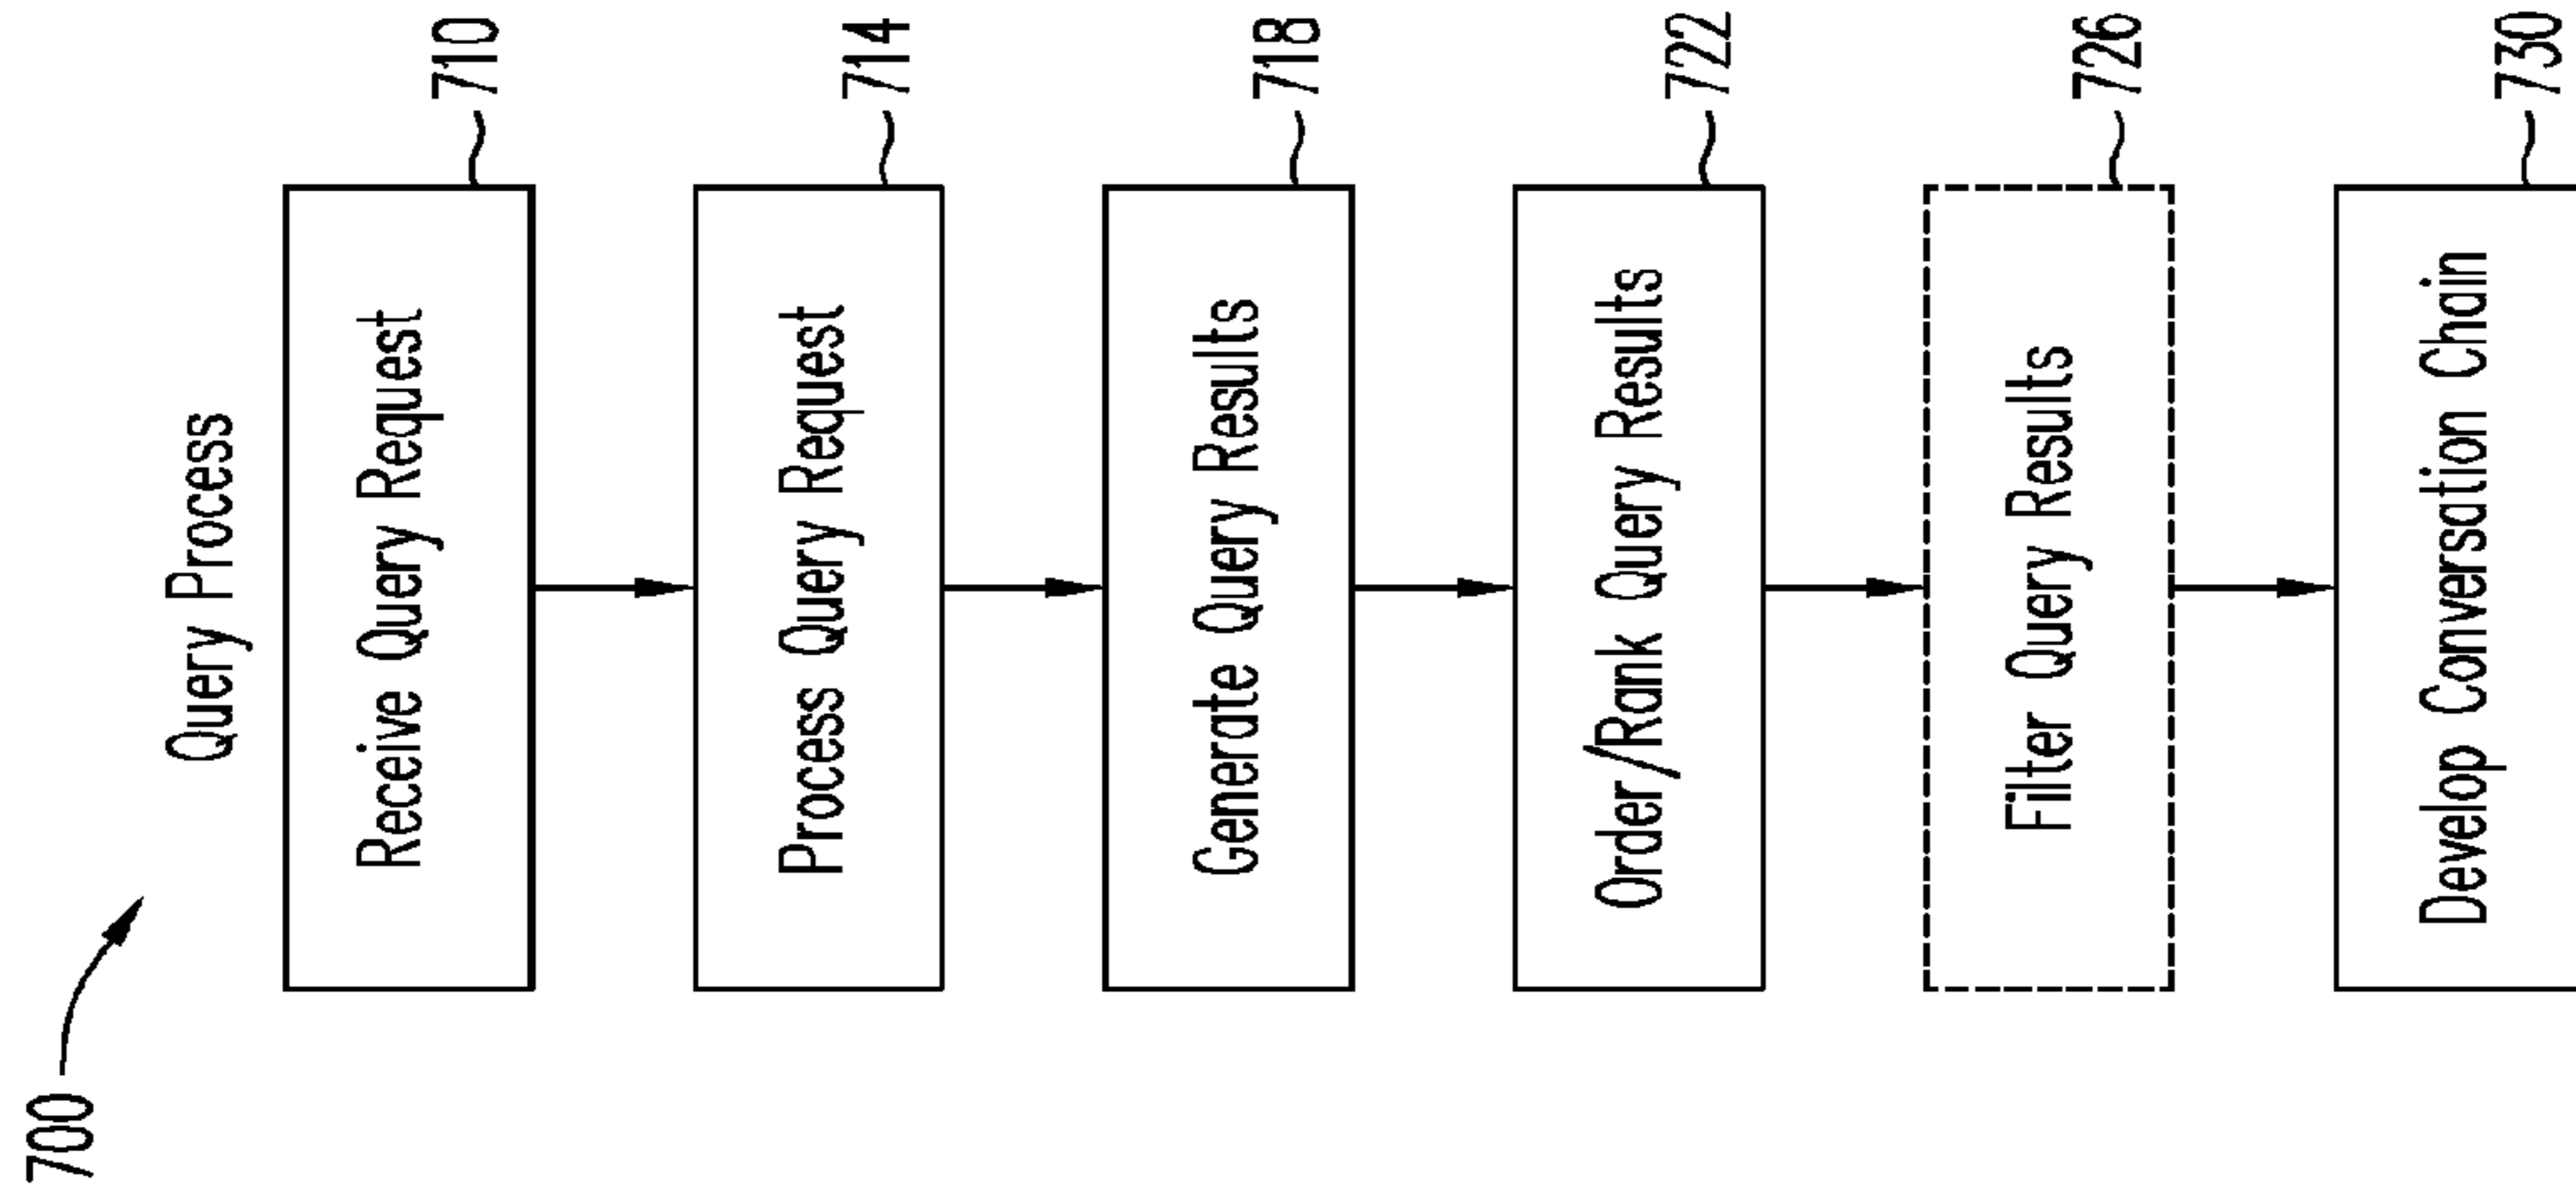 700
Query Process
Receive Query Request
710
Process Query Request
714
Generate Query Results
718
Order/Rank Query Results
722
Filter Query Results
726
Develop Conversation Chain
730